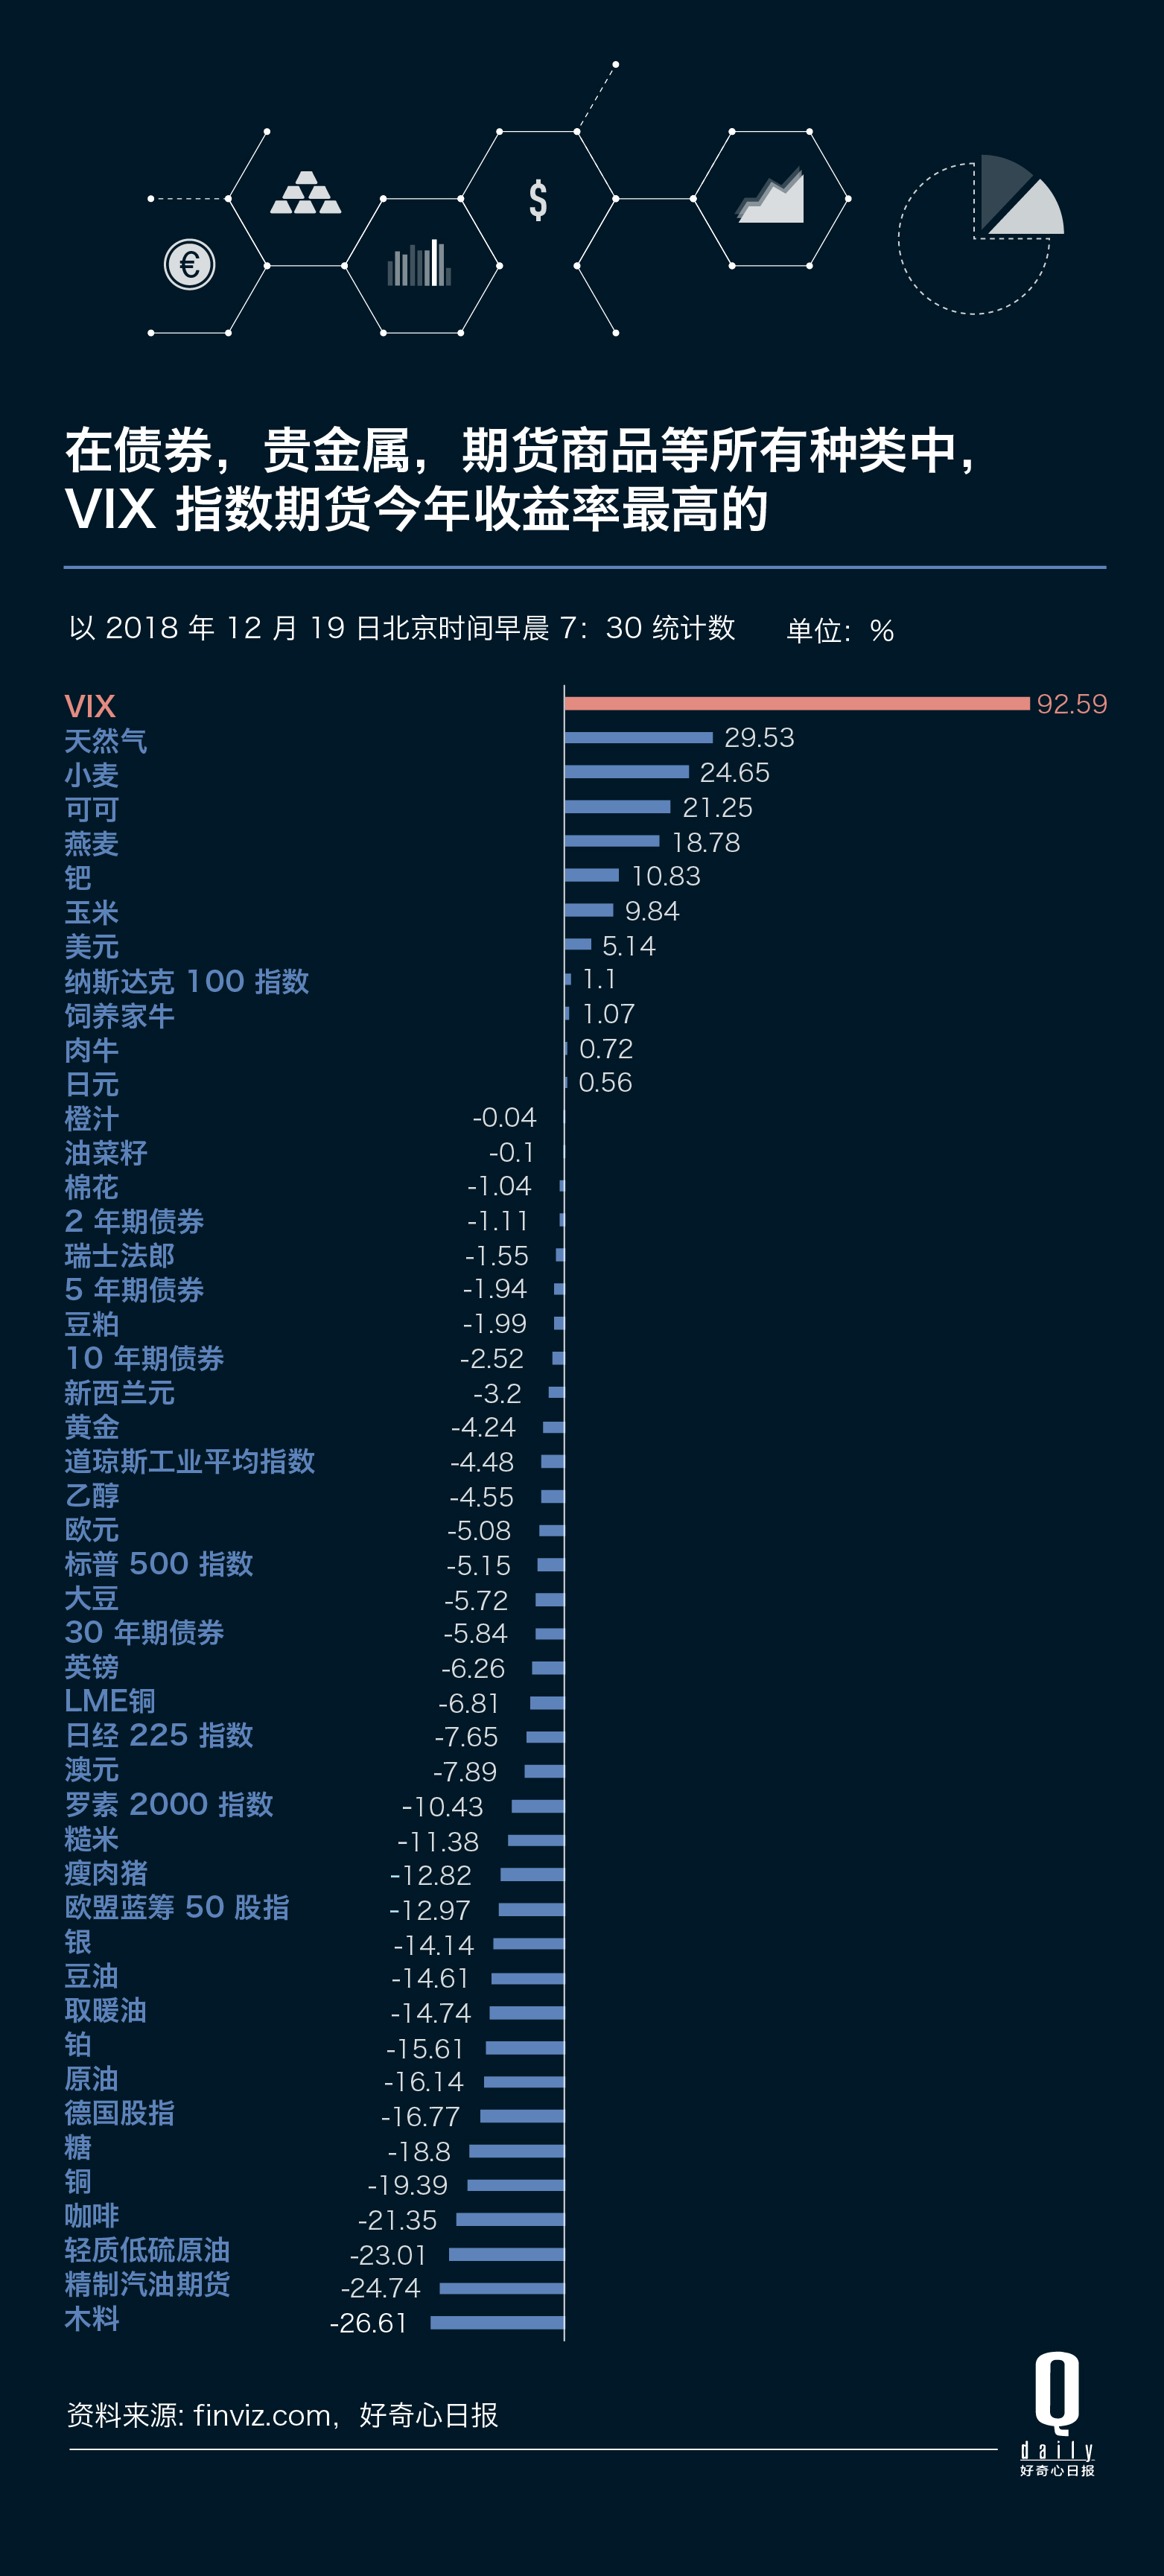 €
$
在债券，贵金属，期货商品等所有种类中，
VIX 指数期货今年收益率最高的
以 2018 年 12 月 19 日北京时间早晨 7：30 统计数 单位：%
VIX 92.59
天然气 29.53
小麦 24.65
可可 21.25
燕麦 18.78
钯 10.83
玉米 9.84
美元 5.14
纳斯达克 100 指数 1.1
饲养家牛 1.07
肉牛 0.72
日元 0.56
橙汁 -0.04
油菜籽 -0.1
棉花 -1.04
2 年期债券 -1.11
瑞士法郎 -1.55
5 年期债券 -1.94
豆粕 -1.99
10 年期债券 -2.52
新西兰元 -3.2
黄金 -4.24
道琼斯工业平均指数 -4.48
乙醇 -4.55
欧元 -5.08
标普 500 指数 -5.15
大豆 -5.72
30 年期债券 -5.84
英镑 -6.26
LME铜 -6.81
日经 225 指数 -7.65
澳元 -7.89
罗素 2000 指数 -10.43
糙米 -11.38
瘦肉猪 -12.82
欧盟蓝筹 50 股指 -12.97
银 -14.14
豆油 -14.61
取暖油 -14.74
铂 -15.61
原油 -16.14
德国股指 -16.77
糖 -18.8
铜 -19.39
咖啡 -21.35
轻质低硫原油 -23.01
精制汽油期货 -24.74
木料 -26.61
资料来源: finviz.com，好奇心日报
Q
daily
好奇心日报